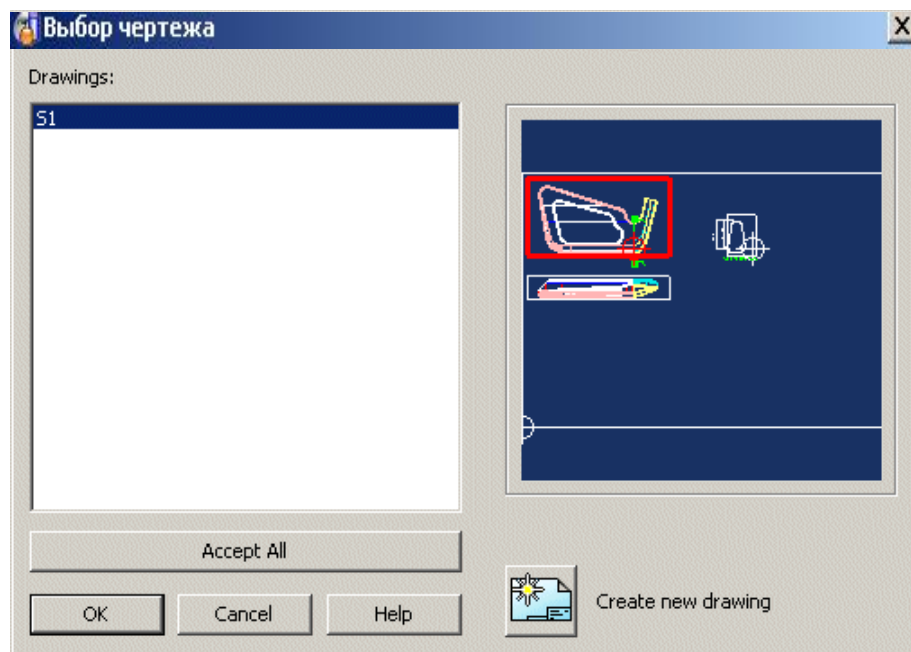 Выбор чертежа
Drawings:
S1
Accept All
OK
Cancel
Help
Create new drawing